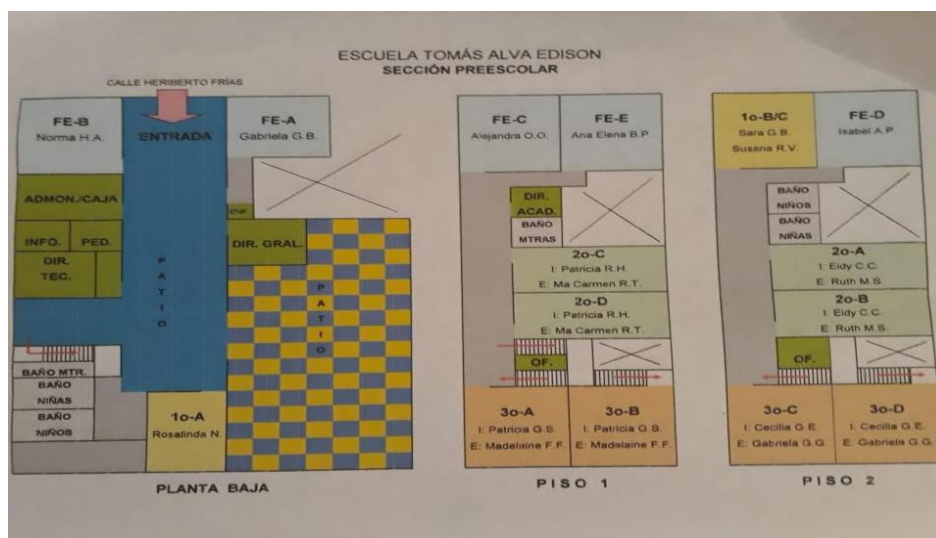 ESCUELA TOMÁS ALVA EDISON
SECCIÓN PREESCOLAR
CALLE HERIBERTO FRÍAS
FE-B
Norma H.A.
ENTRADA
FE-A
Gabriela G.B.
ADMON./CAJA
INFO.
PED.
DIR.
TEC.
ENF.
DIR. GRAL.
PATIO
PATIO
BAÑO MTR.
BAÑO
NIÑAS
BAÑO
NIÑOS
1o-A
Rosalinda N.
PLANTA BAJA
FE-C
Alejandra O.O.
FE-E
Ana Elena B.P.
DIR.
ACAD.
BAÑO
MTRAS
2o-C
I: Patricia R.H.
E: Ma Carmen R.T.
2o-D
I: Patricia R.H.
E: Ma Carmen R.T.
OF.
3o-A
I: Patricia G.S.
E: Madelaine F.F.
3o-B
I: Patricia G.S.
E: Madelaine F.F.
PISO 1
1o-B/C
Sara G.B.
Susana R.V.
FE-D
Isabel A.P.
BAÑO
NIÑOS
BAÑO
NIÑAS
2o-A
I: Eidy C.C.
E: Ruth M.S.
2o-B
I: Eidy C.C.
E: Ruth M.S.
OF.
3o-C
I: Cecilia G.E.
E: Gabriela G.G.
3o-D
I: Cecilia G.E.
E: Gabriela G.G.
PISO 2